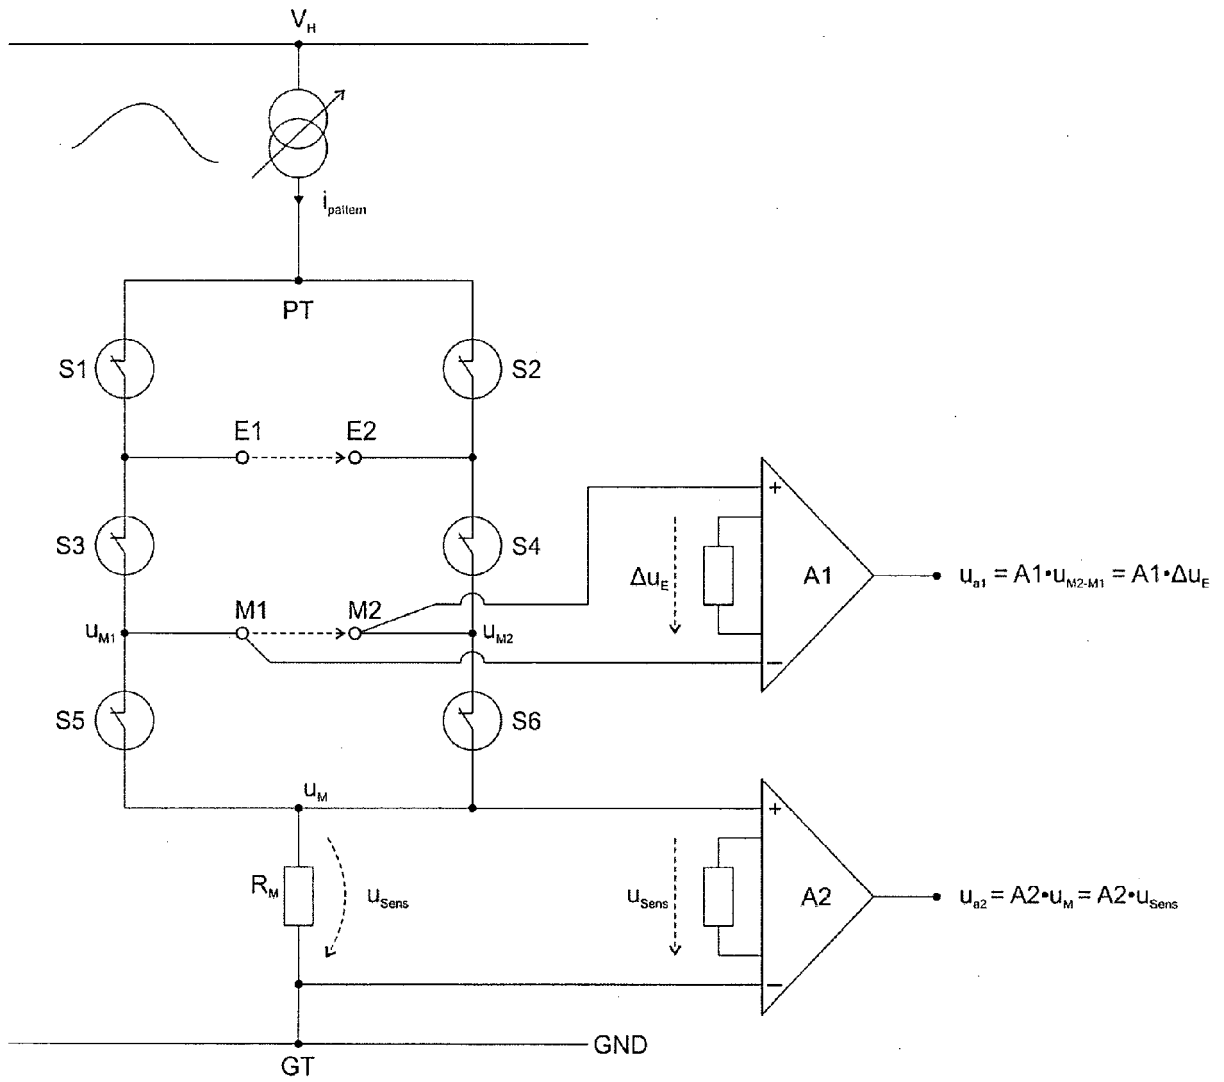 V_H
i_pattern
PT
S1
S2
E1
E2
S3
S4
M1
M2
u_M1
u_M2
S5
S6
u_M
R_M
u_Sens
Δu_E
+
A1
−
u_a1 = A1•u_M2-M1 = A1•Δu_E
u_Sens
+
A2
−
u_a2 = A2•u_M = A2•u_Sens
GND
GT